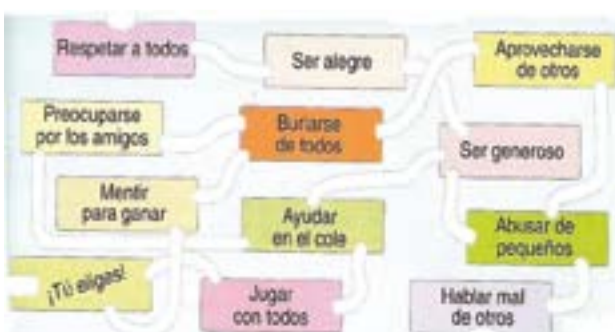 Respetar a todos
Ser alegre
Aprovecharse
de otros
Preocuparse
por los amigos
Burlarse
de todos
Ser generoso
Mentir
para ganar
Ayudar
en el cole
Abusar de
pequeños
¡Tú eliges!
Jugar
con todos
Hablar mal
de otros